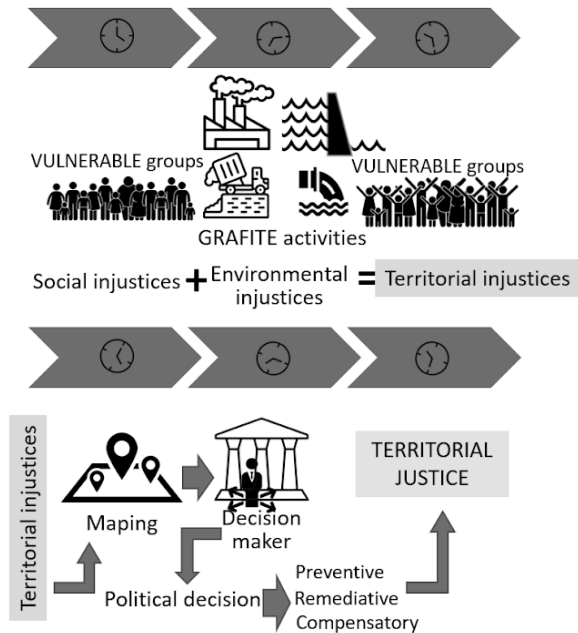 VULNERABLE groups
VULNERABLE groups
GRAFITE activities
Social injustices + Environmental injustices = Territorial injustices
Territorial injustices
Maping
Decision
maker
TERRITORIAL
JUSTICE
Political decision
Preventive
Remediative
Compensatory